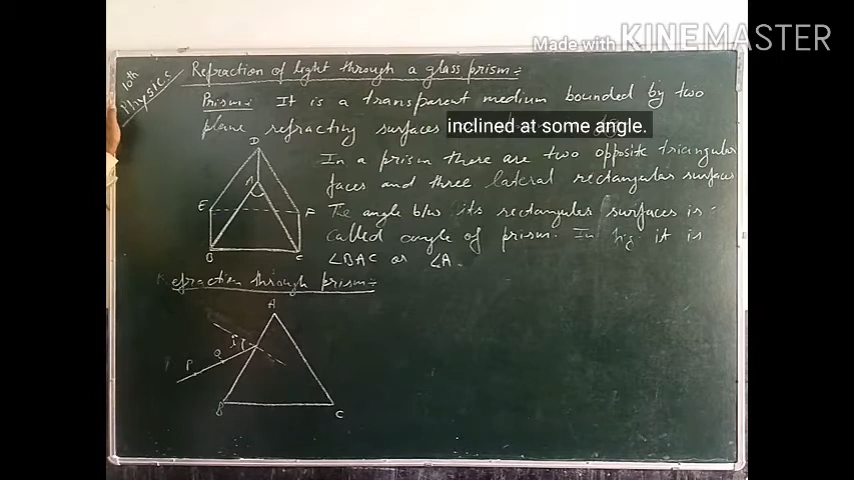 Made with KINEMASTER
10th
Physics
Refraction of light through a glass prism :-
Prism :- It is a transparent medium bounded by two
plane refracting surfaces inclined at some angle.
In a prism there are two opposite triangular
faces and three lateral rectangular surfaces
The angle b/w its rectangular surfaces is
called angle of prism. In fig. it is
∠BAC or ∠A.
D
A
E
F
B
C
Refraction through prism :-
A
i
Q
P
B
C